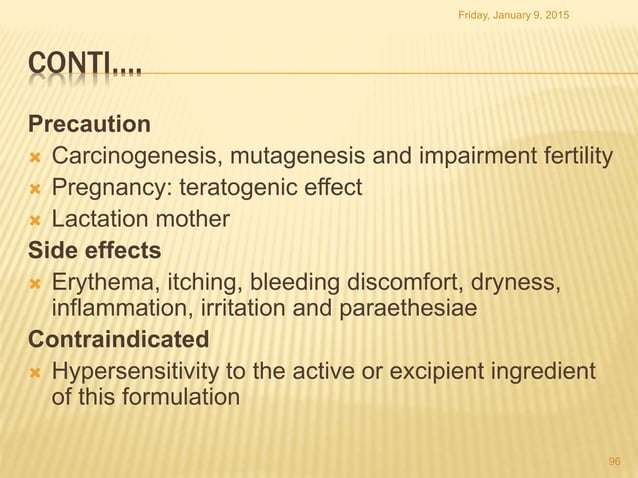 Friday, January 9, 2015
CONTI....
Precaution
Carcinogenesis, mutagenesis and impairment fertility
Pregnancy: teratogenic effect
Lactation mother
Side effects
Erythema, itching, bleeding discomfort, dryness,
inflammation, irritation and paraethesiae
Contraindicated
Hypersensitivity to the active or excipient ingredient
of this formulation
96